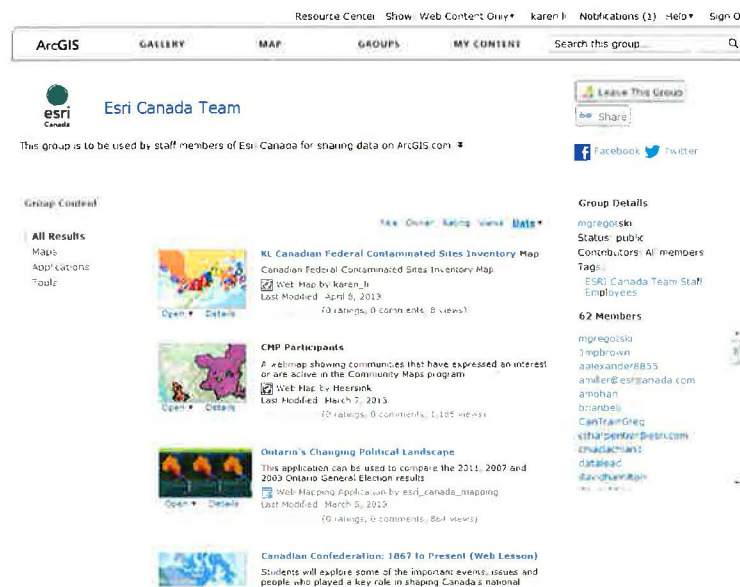 Resource Center Show: Web Content Only ▾ karen li Notifications (1) Help ▾ Sign O
ArcGIS GALLERY MAP GROUPS MY CONTENT Search this group...
esri
Canada
Esri Canada Team
Leave This Group
Share
This group is to be used by staff members of Esri Canada for sharing data on ArcGIS.com.
Facebook Twitter
Group Content
Title Owner Rating Views Date ▾
All Results
Maps
Applications
Tools
KL Canadian Federal Contaminated Sites Inventory Map
Canadian Federal Contaminated Sites Inventory Map
Web Map by karen_li
Last Modified: April 8, 2013
(0 ratings, 0 comments, 8 views)
Open ▾ Details
CMP Participants
A webmap showing communities that have expressed an interest
or are active in the Community Maps program
Web Map by Heersink
Last Modified: March 7, 2013
(0 ratings, 0 comments, 1,185 views)
Open ▾ Details
Ontario's Changing Political Landscape
This application can be used to compare the 2011, 2007 and
2003 Ontario General Election results
Web Mapping Application by esri_canada_mapping
Last Modified: March 5, 2013
(0 ratings, 0 comments, 864 views)
Open ▾ Details
Canadian Confederation: 1867 to Present (Web Lesson)
Students will explore some of the important events, issues and
people who played a key role in shaping Canada's national
Group Details
mgregotski
Status: public
Contributors: All members
Tags:
ESRI Canada Team Staff
Employees
62 Members
mgregotski
1mpbrown
aalexander8855
amiller@esricanada.com
amohan
brianbell
CanTrainGreg
datalead
davidhamilton